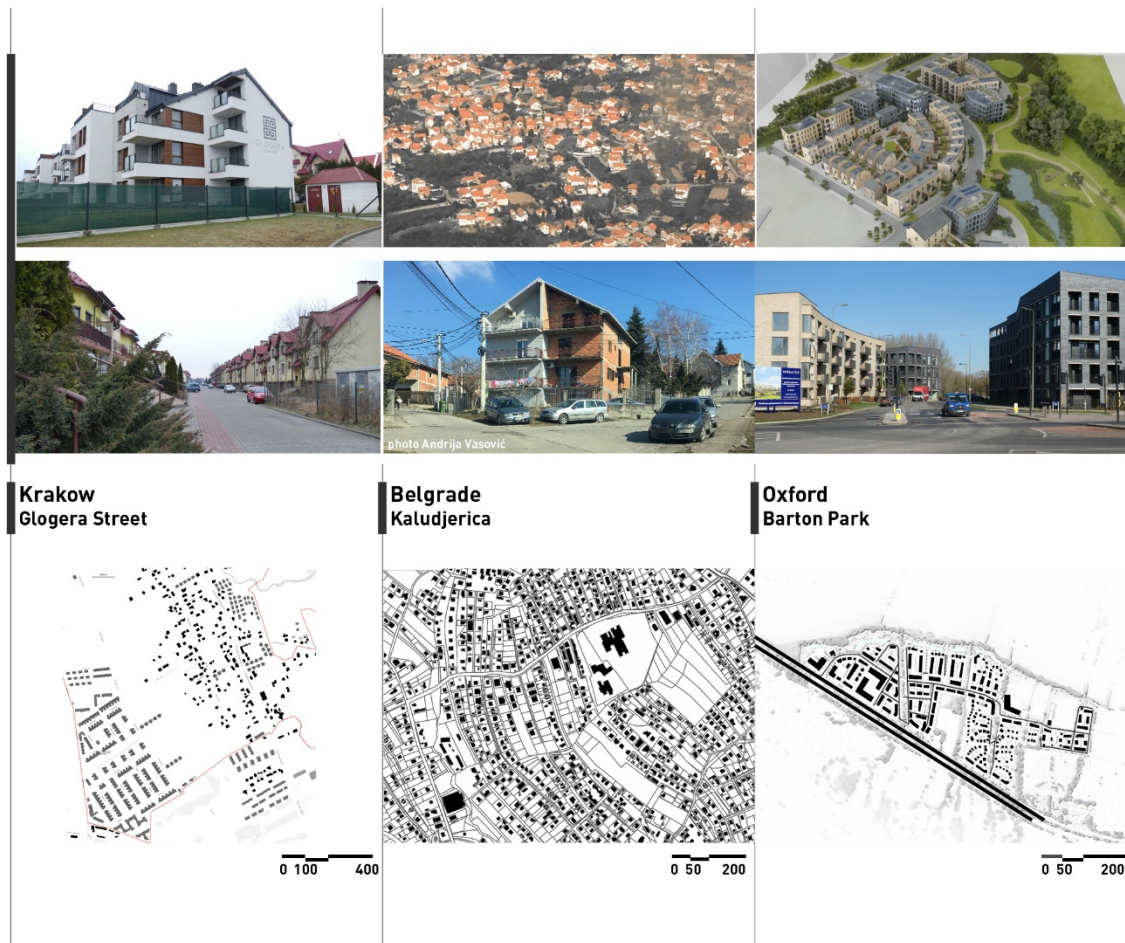 GLOGERA
photo Andrija Vasović
Krakow
Glogera Street
Belgrade
Kaludjerica
Oxford
Barton Park
0 100 400
0 50 200
0 50 200